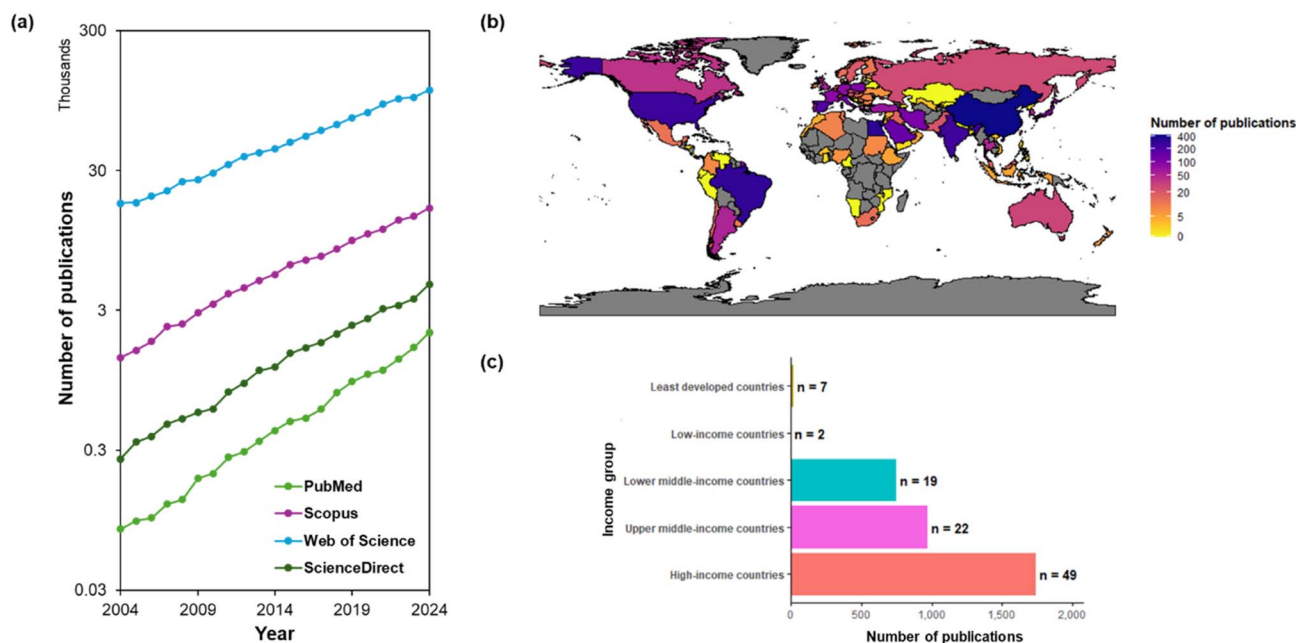 (a)
300
Thousands
30
3
0.3
0.03
Number of publications
PubMed
Scopus
Web of Science
ScienceDirect
2004 2009 2014 2019 2024
Year
(b)
Number of publications
400
200
100
50
20
5
0
(c)
Income group
Least developed countries n = 7
Low-income countries n = 2
Lower middle-income countries n = 19
Upper middle-income countries n = 22
High-income countries n = 49
0 500 1,000 1,500 2,000
Number of publications